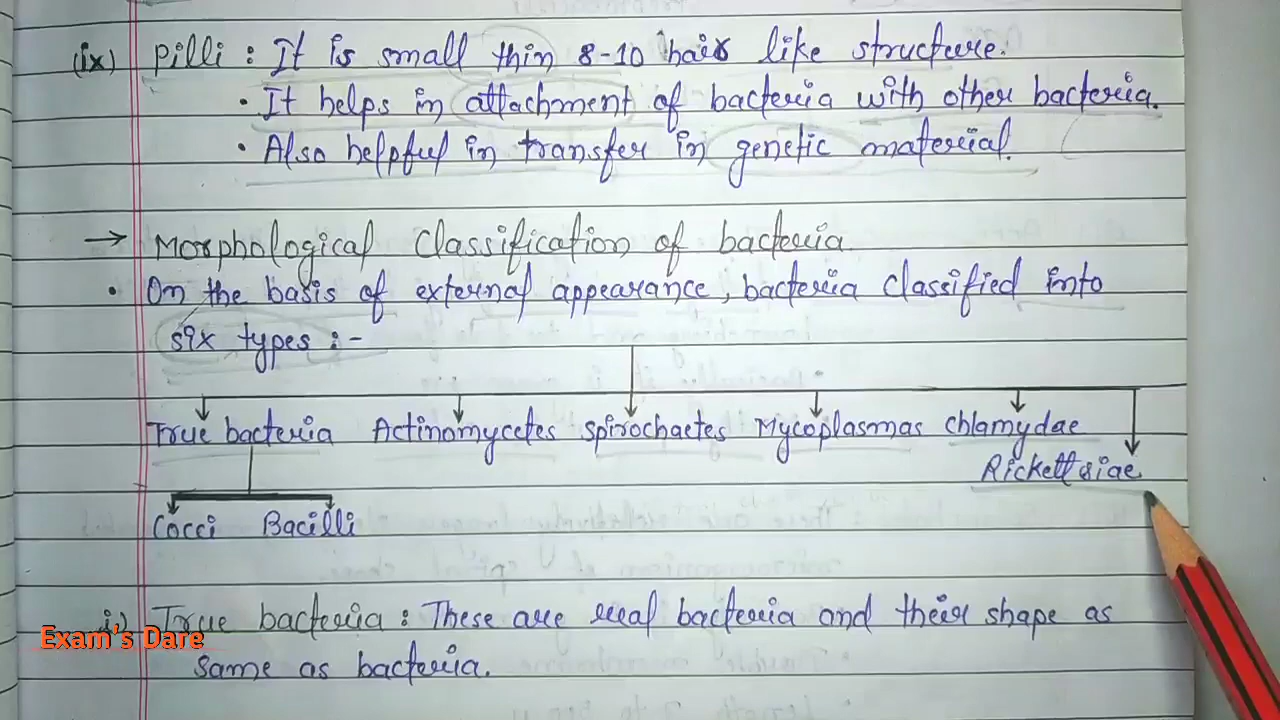 (ix) Pilli : It is small thin 8-10 hair like structure.
• It helps in attachment of bacteria with other bacteria.
• Also helpful in transfer in genetic material.
→ Morphological Classification of bacteria
• On the basis of external appearance, bacteria classified into
six types :-
True bacteria Actinomycetes Spirochaetes Mycoplasmas Chlamydae
Rickettsiae
Cocci Bacilli
i) True bacteria : These are real bacteria and their shape as
Exam's Dare
same as bacteria.